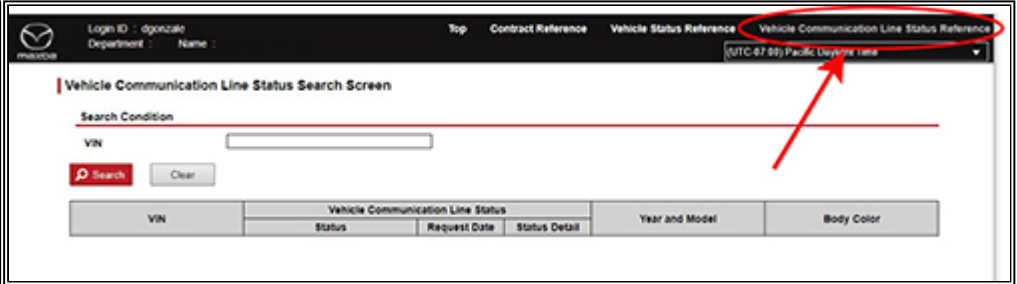 Login ID : dgonzale
Department : Name :
mazda
Top Contract Reference Vehicle Status Reference Vehicle Communication Line Status Reference
(UTC-07:00) Pacific Daylight Time
Vehicle Communication Line Status Search Screen
Search Condition
VIN
Search Clear
VIN Vehicle Communication Line Status Year and Model Body Color
Status Request Date Status Detail